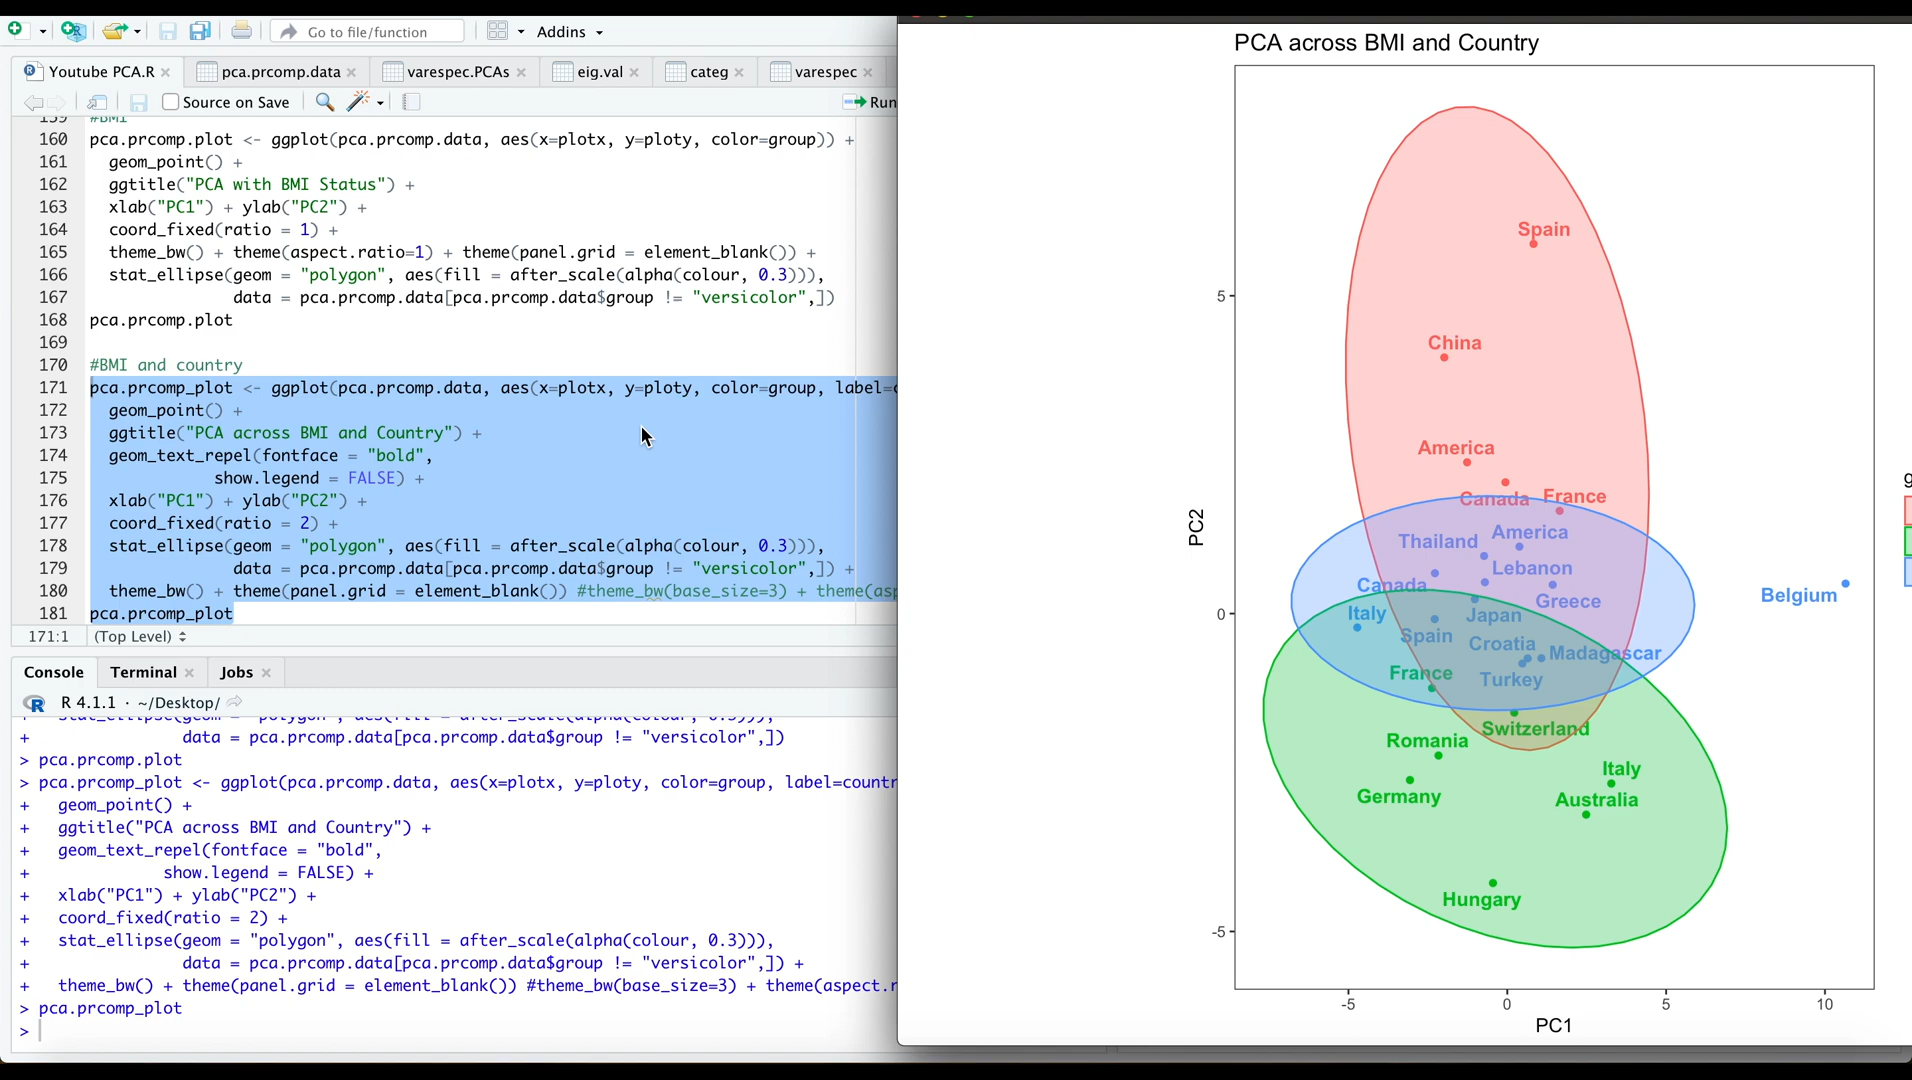 Go to file/function
Addins
Youtube PCA.R
pca.prcomp.data
varespec.PCAs
eig.val
categ
varespec
Source on Save
Run
159 #BMI
160 pca.prcomp.plot <- ggplot(pca.prcomp.data, aes(x=plotx, y=ploty, color=group)) +
161 geom_point() +
162 ggtitle("PCA with BMI Status") +
163 xlab("PC1") + ylab("PC2") +
164 coord_fixed(ratio = 1) +
165 theme_bw() + theme(aspect.ratio=1) + theme(panel.grid = element_blank()) +
166 stat_ellipse(geom = "polygon", aes(fill = after_scale(alpha(colour, 0.3))),
167 data = pca.prcomp.data[pca.prcomp.data$group != "versicolor",])
168 pca.prcomp.plot
169
170 #BMI and country
171 pca.prcomp_plot <- ggplot(pca.prcomp.data, aes(x=plotx, y=ploty, color=group, label=c
172 geom_point() +
173 ggtitle("PCA across BMI and Country") +
174 geom_text_repel(fontface = "bold",
175 show.legend = FALSE) +
176 xlab("PC1") + ylab("PC2") +
177 coord_fixed(ratio = 2) +
178 stat_ellipse(geom = "polygon", aes(fill = after_scale(alpha(colour, 0.3))),
179 data = pca.prcomp.data[pca.prcomp.data$group != "versicolor",]) +
180 theme_bw() + theme(panel.grid = element_blank()) #theme_bw(base_size=3) + theme(asp
181 pca.prcomp_plot
171:1 (Top Level)
Console Terminal Jobs
R 4.1.1 · ~/Desktop/
+ stat_ellipse(geom = "polygon", aes(fill = after_scale(alpha(colour, 0.3))),
+ data = pca.prcomp.data[pca.prcomp.data$group != "versicolor",])
> pca.prcomp.plot
> pca.prcomp_plot <- ggplot(pca.prcomp.data, aes(x=plotx, y=ploty, color=group, label=countr
+ geom_point() +
+ ggtitle("PCA across BMI and Country") +
+ geom_text_repel(fontface = "bold",
+ show.legend = FALSE) +
+ xlab("PC1") + ylab("PC2") +
+ coord_fixed(ratio = 2) +
+ stat_ellipse(geom = "polygon", aes(fill = after_scale(alpha(colour, 0.3))),
+ data = pca.prcomp.data[pca.prcomp.data$group != "versicolor",]) +
+ theme_bw() + theme(panel.grid = element_blank()) #theme_bw(base_size=3) + theme(aspect.r
> pca.prcomp_plot
>
PCA across BMI and Country
Spain
5
China
America
Canada
France
g
PC2
America
Thailand
Lebanon
Canada
Belgium
Greece
0
Italy
Japan
Spain
Croatia
Madagascar
France
Turkey
Switzerland
Romania
Italy
Germany
Australia
Hungary
-5
-5
0
5
10
PC1